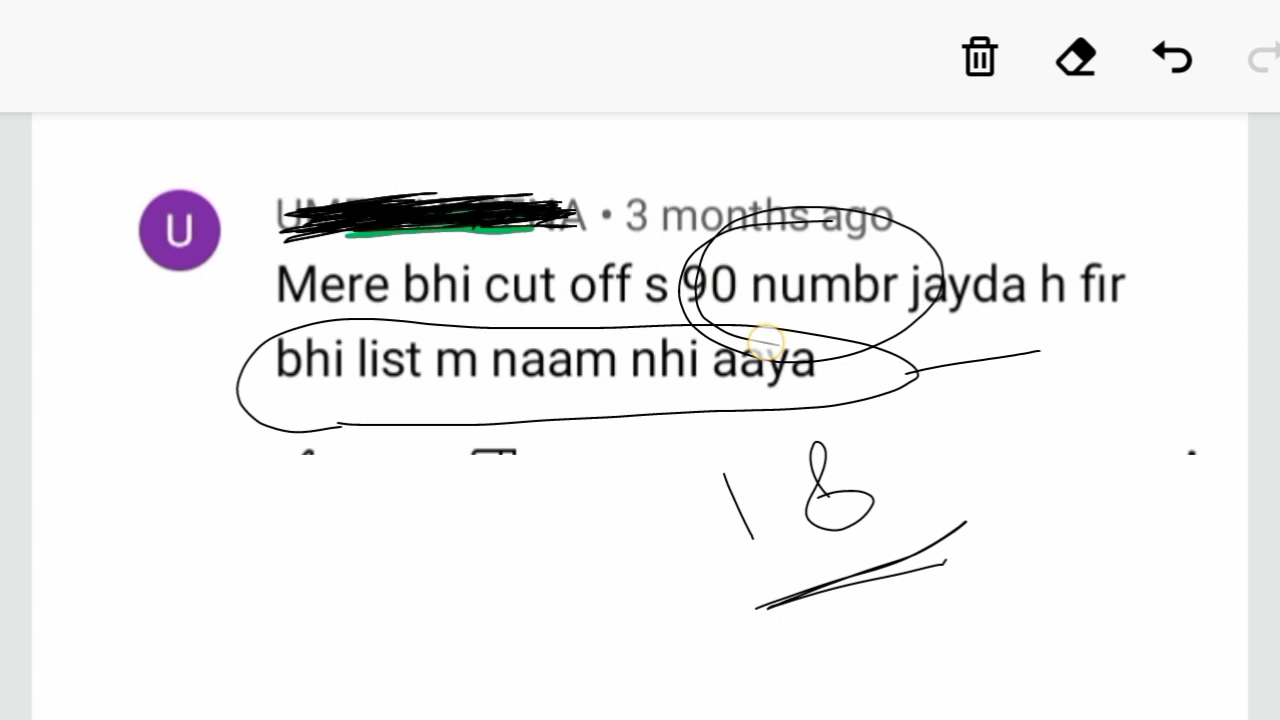 U
• 3 months ago
Mere bhi cut off s 90 numbr jayda h fir
bhi list m naam nhi aaya
18